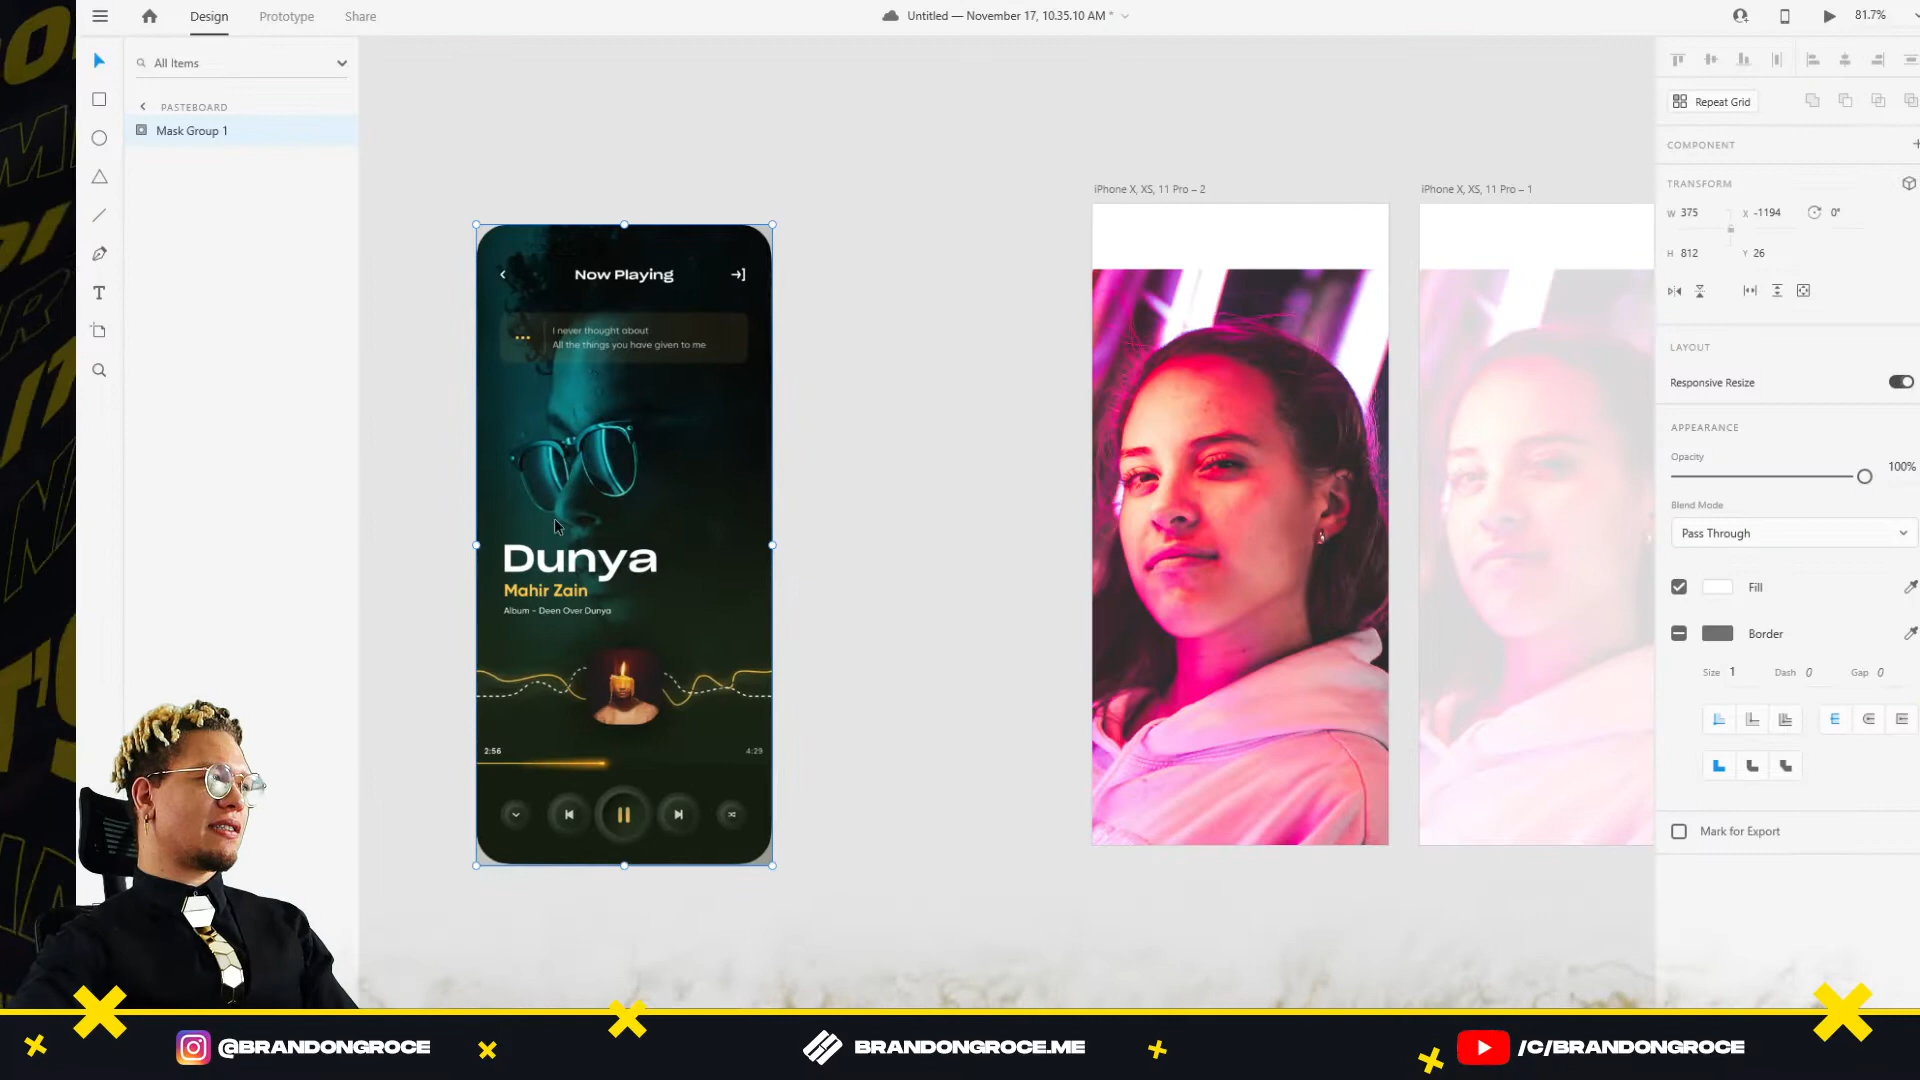 Design
Prototype
Share
Untitled — November 17, 10.35.10 AM *
81.7%
All Items
PASTEBOARD
Mask Group 1
Now Playing
I never thought about
All the things you have given to me
Dunya
Mahir Zain
Album - Deen Over Dunya
2:56
4:29
iPhone X, XS, 11 Pro – 2
iPhone X, XS, 11 Pro – 1
Repeat Grid
COMPONENT
TRANSFORM
W 375
X -1194
0°
H 812
Y 26
LAYOUT
Responsive Resize
APPEARANCE
Opacity
100%
Blend Mode
Pass Through
Fill
Border
Size 1
Dash 0
Gap 0
Mark for Export
@BRANDONGROCE
BRANDONGROCE.ME
/C/BRANDONGROCE